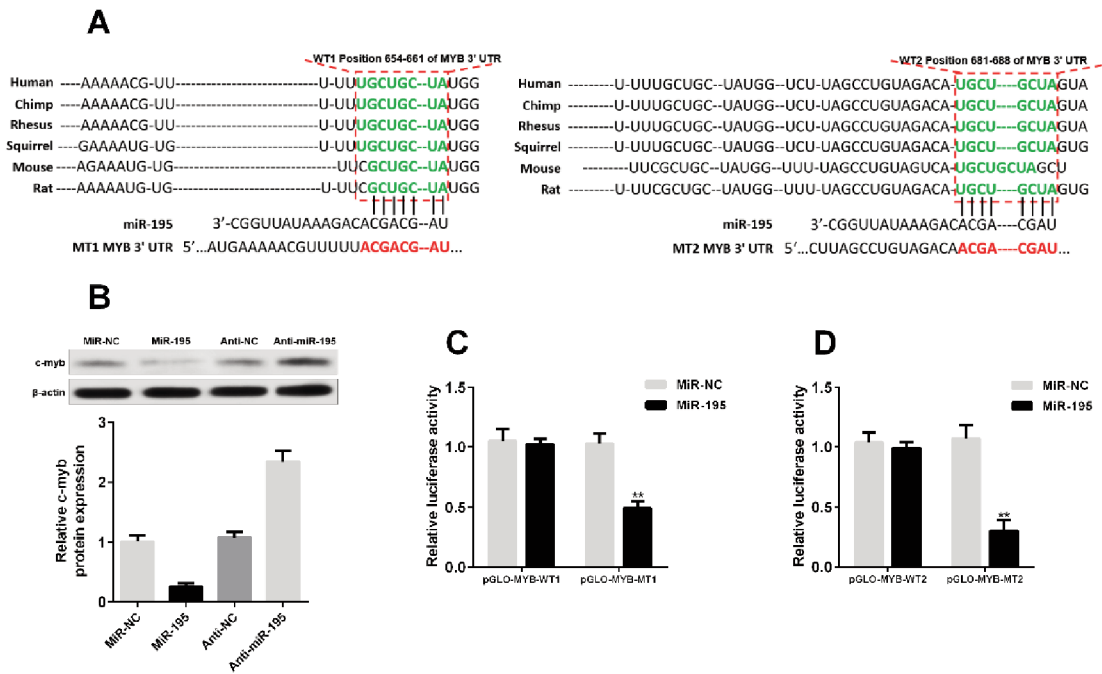 A
WT1 Position 654-661 of MYB 3' UTR
Human ----AAAAACG-UU-------------------------U-UUUGCUGC--UAUGG
Chimp ----AAAAACG-UU-------------------------U-UUUGCUGC--UAUGG
Rhesus ----AAAAACG-UU-------------------------U-UUUGCUGC--UAUGG
Squirrel ----GAAAACG-UG-------------------------U-UUUGCUGC--UAUGG
Mouse ----AGAAACG-UG-------------------------UUCGCUGC--UAUGG
Rat ----AAAAACG-UG-------------------------U-UUCGCUGC--UAUGG
miR-195 3'-CGGUUAUAAAGACACGACG--AU
MT1 MYB 3' UTR 5'...AUGAAAAACGUUUUUACGACG--AU...
WT2 Position 681-688 of MYB 3' UTR
Human ----------U-UUUGCUGC--UAUGG--UCU-UAGCCUGUAGACA-UGCU----GCUAGUA
Chimp ----------U-UUUGCUGC--UAUGG--UCU-UAGCCUGUAGACA-UGCU----GCUAGUA
Rhesus ----------U-UUUGCUGC--UAUGG--UCU-UAGCCUGUAGACA-UGCU----GCUAGUA
Squirrel ----------U-UUUGCUGC--UAUGG--UCU-UAGCCUGUAGACA-UGCU----GCUAGUG
Mouse ----------UUCGCUGC--UAUGG--UUU-UAGCCUGUAGUCA-UGCUGCUAGCU
Rat ----------U-UUCGCUGC--UAUGG--UUU-UAGCCUGUAGACA-UGCU----GCUAGUG
miR-195 3'-CGGUUAUAAAGACACGA----CGAU
MT2 MYB 3' UTR 5'...CUUAGCCUGUAGACAACGA----CGAU...
B
MiR-NC MiR-195 Anti-NC Anti-miR-195
c-myb
β-actin
Relative c-myb
protein expression
3
2
1
0
MiR-NC MiR-195 Anti-NC Anti-miR-195
C
MiR-NC
MiR-195
Relative luciferase activity
1.5
1.0
0.5
0.0
**
pGLO-MYB-WT1 pGLO-MYB-MT1
D
MiR-NC
MiR-195
Relative luciferase activity
1.5
1.0
0.5
0.0
**
pGLO-MYB-WT2 pGLO-MYB-MT2